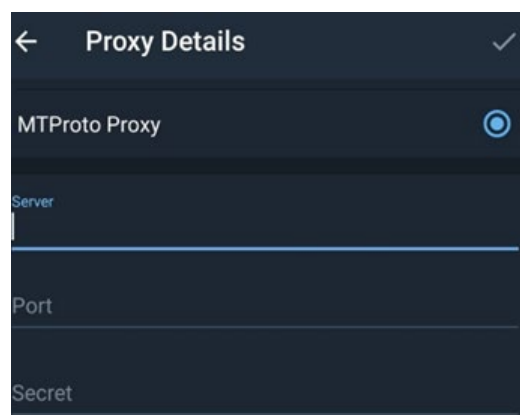 Proxy Details
MTProto Proxy
Server
Port
Secret